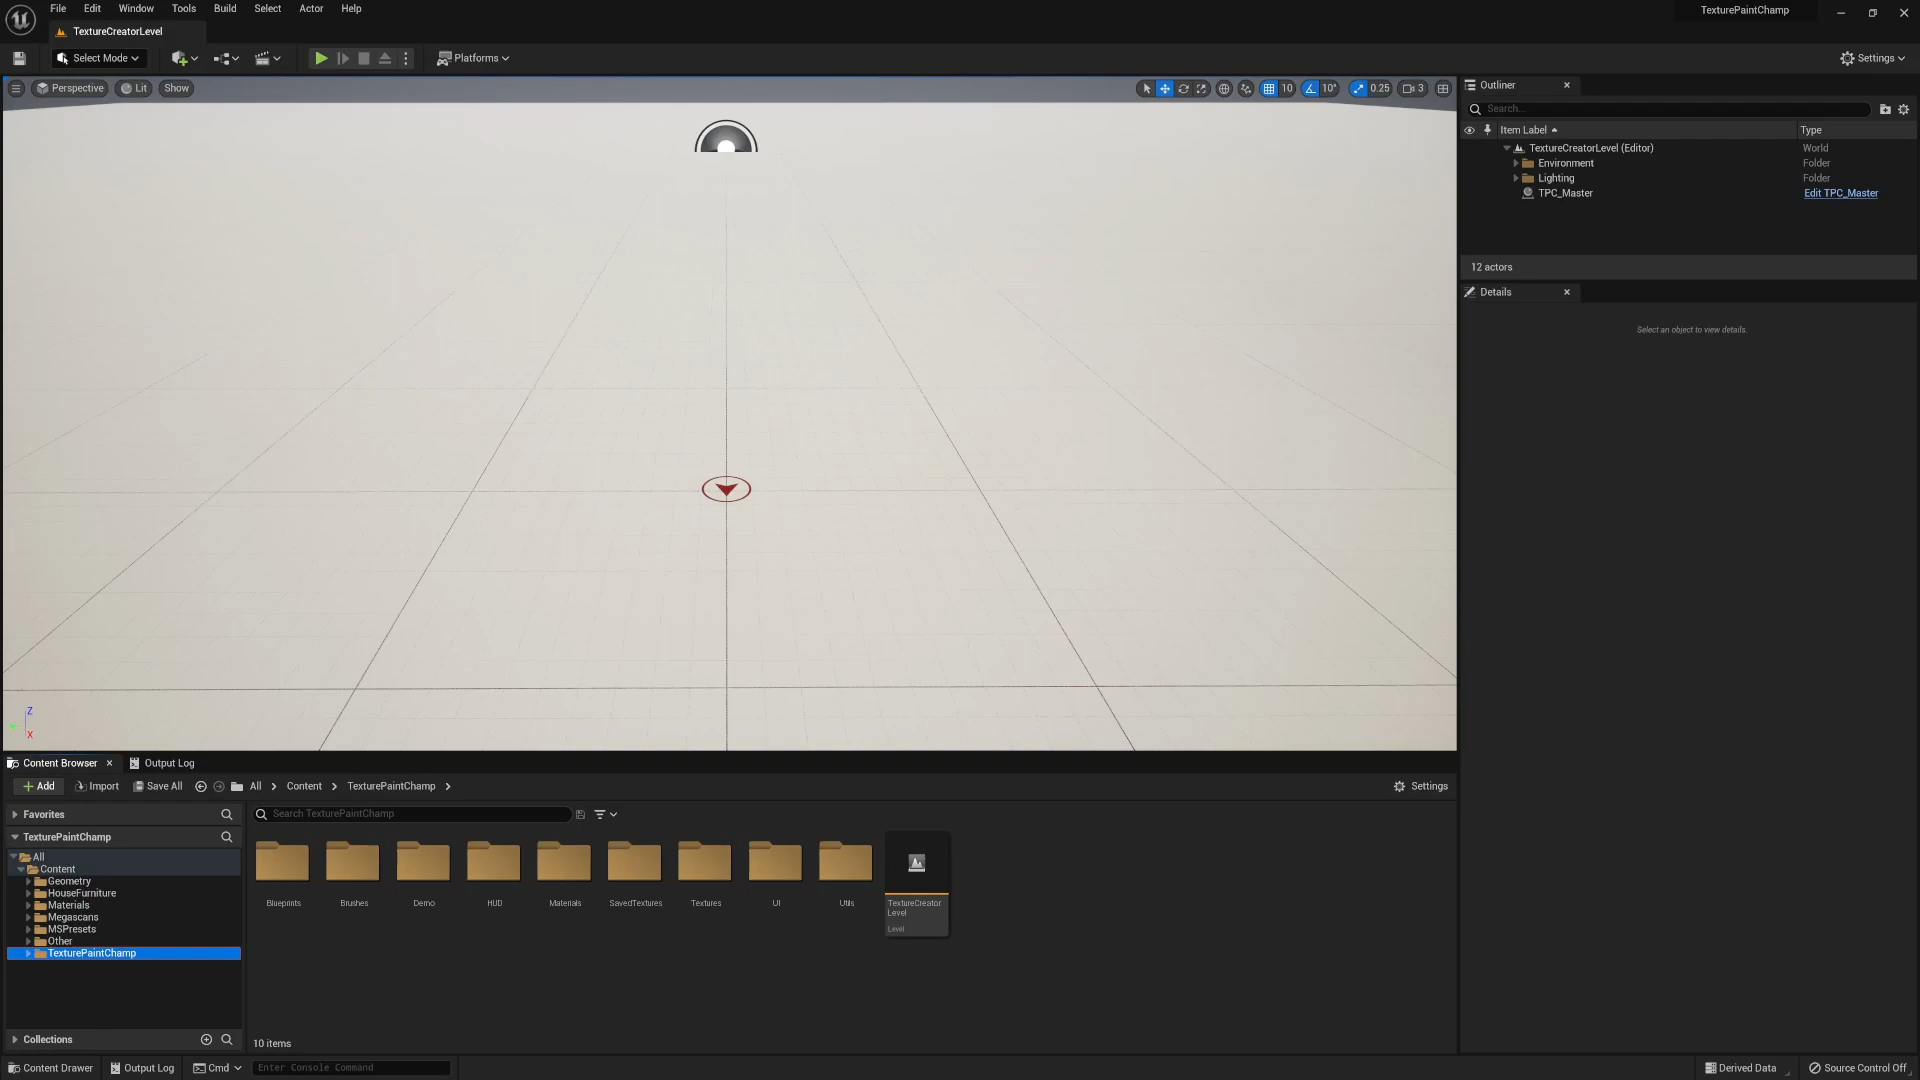 File Edit Window Tools Build Select Actor Help
TexturePaintChamp
TextureCreatorLevel
Select Mode
Platforms
Settings
Perspective Lit Show
10 10° 0.25 3
Outliner
Search...
Item Label Type
TextureCreatorLevel (Editor) World
Environment Folder
Lighting Folder
TPC_Master Edit TPC_Master
12 actors
Details
Select an object to view details.
Z
X
Content Browser Output Log
Add Import Save All All Content TexturePaintChamp Settings
Favorites
Search TexturePaintChamp
TexturePaintChamp
All
Content
Geometry
HouseFurniture
Materials
Megascans
MSPresets
Other
TexturePaintChamp
Blueprints Brushes Demo HUD Materials SavedTextures Textures UI Utils
TextureCreator
Level
Level
Collections
10 items
Content Drawer Output Log Cmd Enter Console Command Derived Data Source Control Off